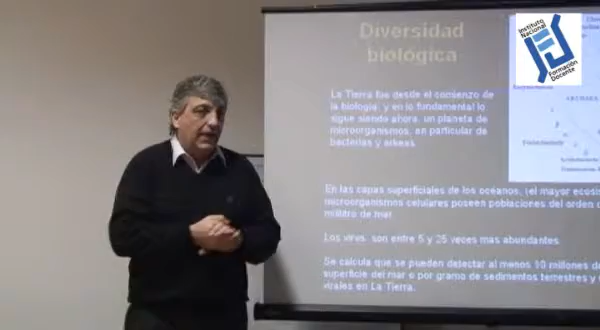 Diversidad
biológica
La Tierra fue desde el comienzo de
la biología, y en lo fundamental lo
sigue siendo ahora, un planeta de
microorganismos, en particular de
bacterias y arkeas.
En las capas superficiales de los océanos, (el mayor ecosis
microorganismos celulares poseen poblaciones del orden d
mililitro de mar.
Los virus son entre 5 y 25 veces mas abundantes
Se calcula que se pueden detectar al menos 10 millones de
superficie del mar o por gramo de sedimentos terrestres y
virales en La Tierra.
Instituto
Nacional
Formación
Docente
ARCHAEA